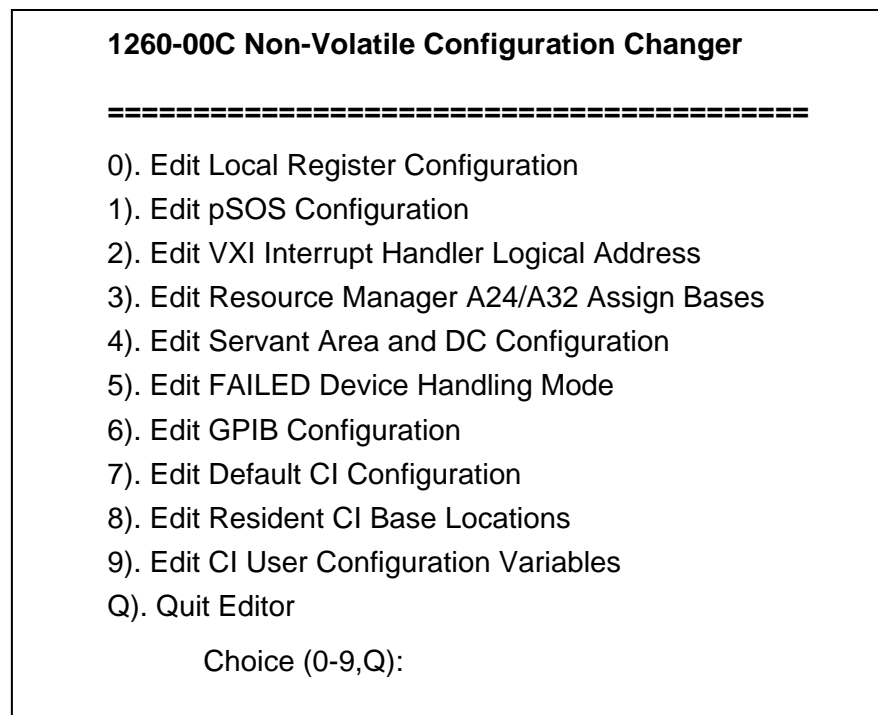 1260-00C Non-Volatile Configuration Changer
=========================================
0). Edit Local Register Configuration
1). Edit pSOS Configuration
2). Edit VXI Interrupt Handler Logical Address
3). Edit Resource Manager A24/A32 Assign Bases
4). Edit Servant Area and DC Configuration
5). Edit FAILED Device Handling Mode
6). Edit GPIB Configuration
7). Edit Default CI Configuration
8). Edit Resident CI Base Locations
9). Edit CI User Configuration Variables
Q). Quit Editor
Choice (0-9,Q):